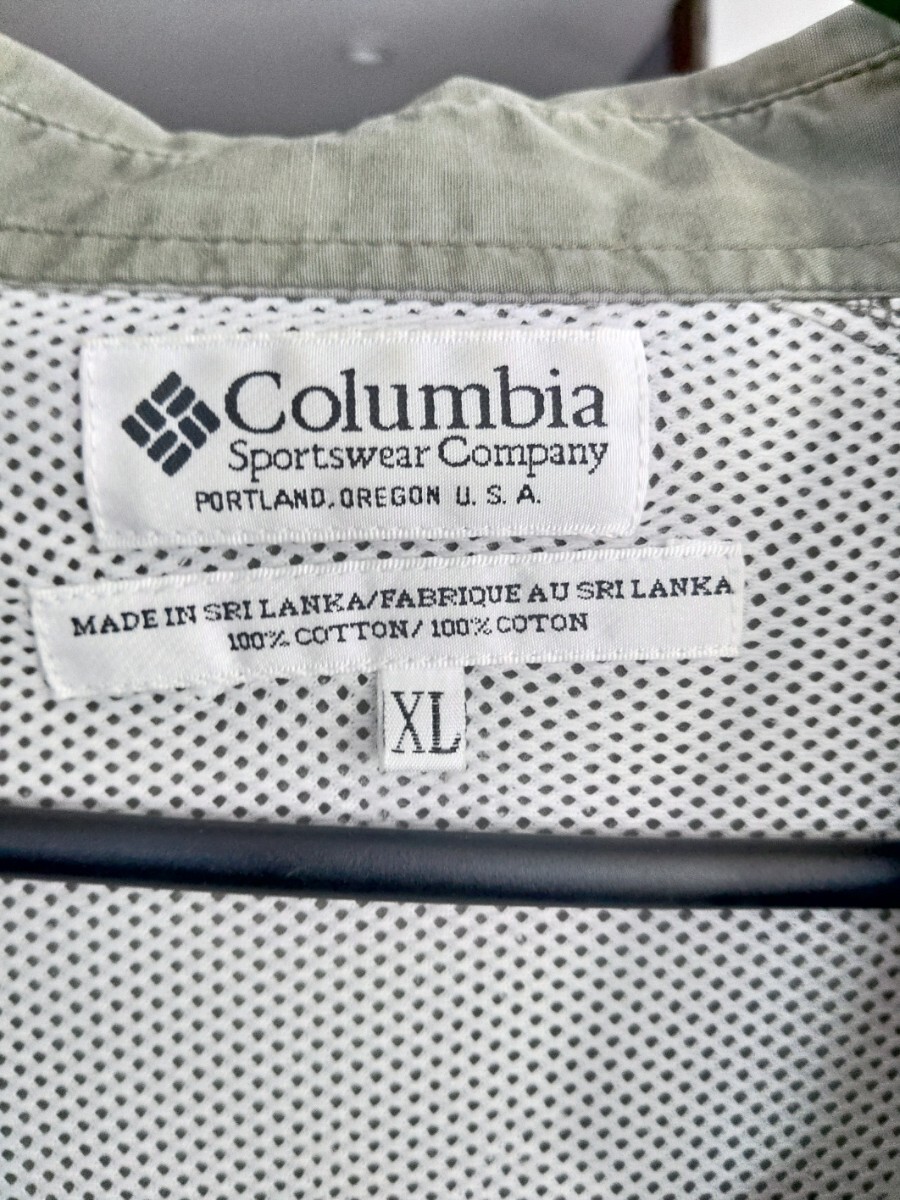 Columbia
Sportswear Company
PORTLAND, OREGON U. S. A.
MADE IN SRI LANKA/FABRIQUE AU SRI LANKA
100% COTTON/ 100% COTON
XL